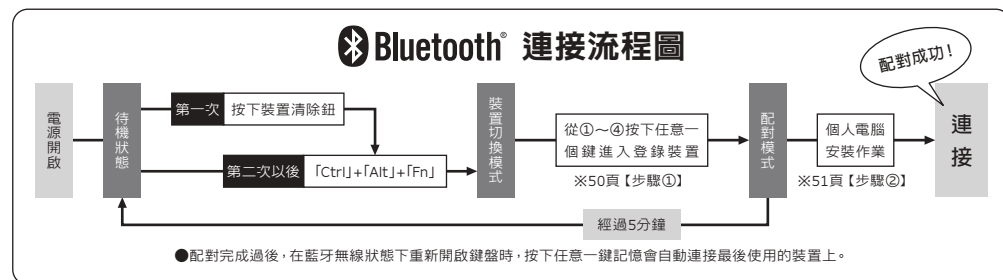 Bluetooth® 連接流程圖
配對成功！
電源開啟
待機狀態
第一次 按下裝置清除鈕
第二次以後 「Ctrl」+「Alt」+「Fn」
裝置切換模式
從①～④按下任意一
個鍵進入登錄裝置
※50頁【步驟①】
配對模式
個人電腦
安裝作業
※51頁【步驟②】
連接
經過5分鐘
●配對完成過後，在藍牙無線狀態下重新開啟鍵盤時，按下任意一鍵記憶會自動連接最後使用的裝置上。